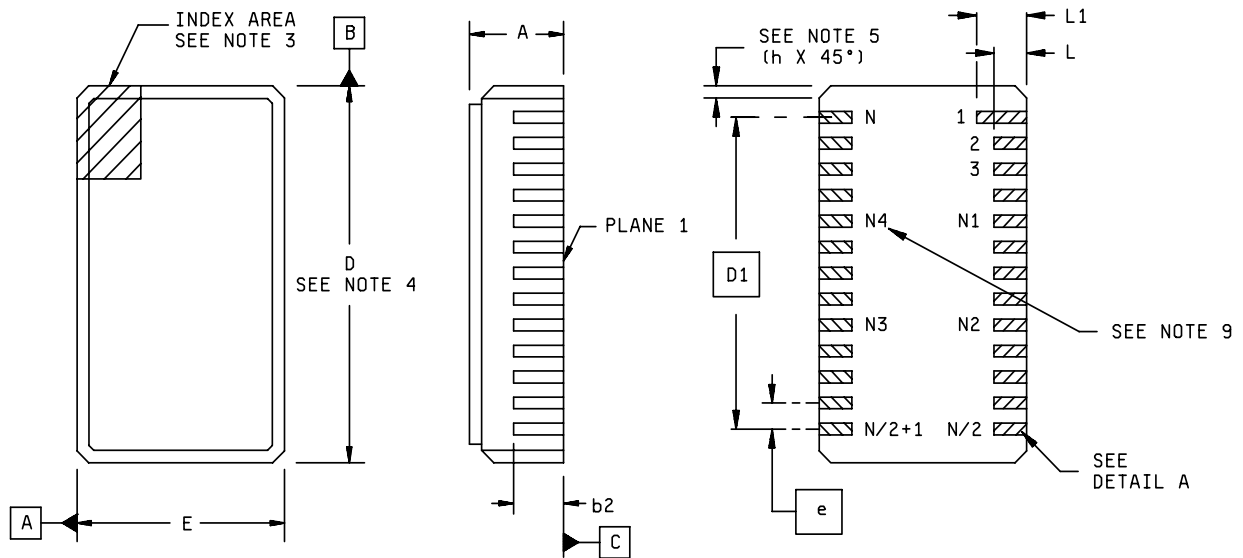 INDEX AREA
SEE NOTE 3
B
D
SEE NOTE 4
A
E
A
PLANE 1
b2
C
SEE NOTE 5
(h X 45°)
L1
L
N 1
2
3
N4 N1
D1
N3 N2
SEE NOTE 9
N/2+1 N/2
SEE
DETAIL A
e